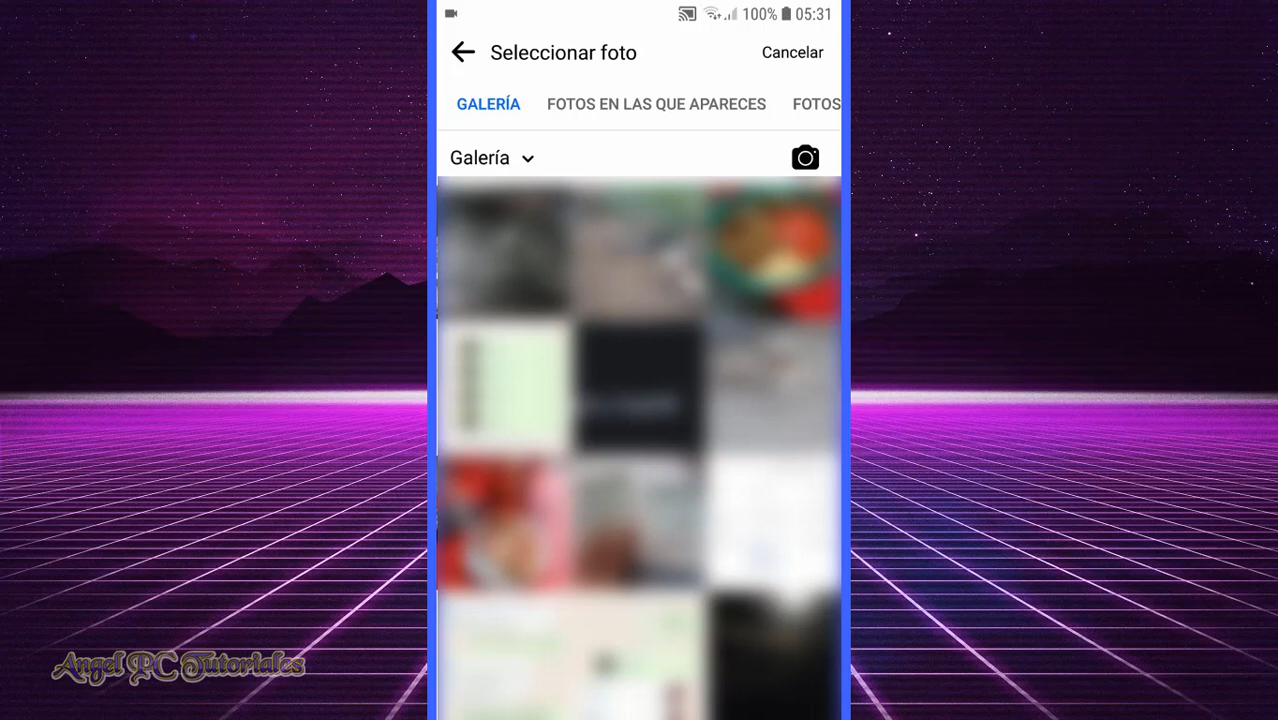 100% 05:31
Seleccionar foto Cancelar
GALERÍA FOTOS EN LAS QUE APARECES FOTOS
Galería
Angel PC Tutoriales